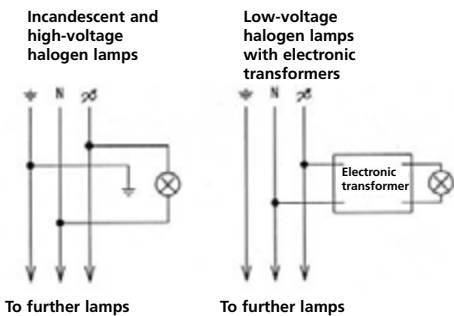 Incandescent and
high-voltage
halogen lamps
Low-voltage
halogen lamps
with electronic
transformers
N
N
Electronic
transformer
To further lamps
To further lamps